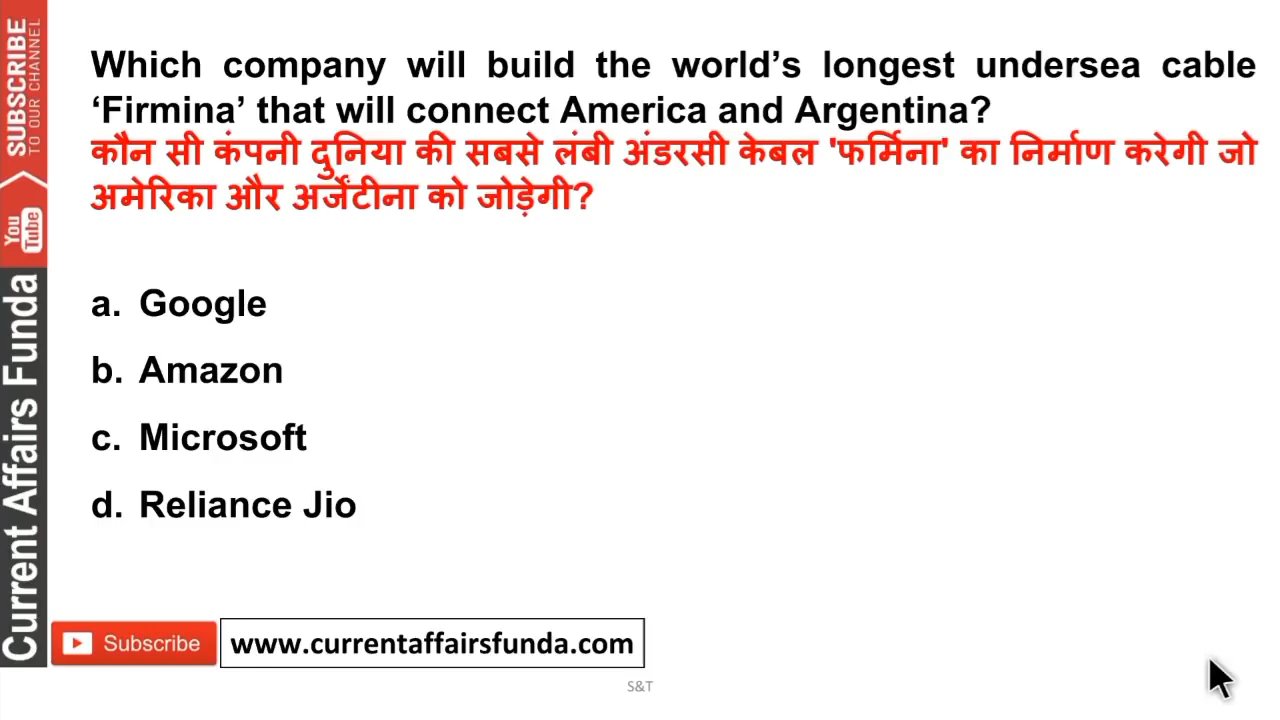 Which company will build the world’s longest undersea cable
‘Firmina’ that will connect America and Argentina?
कौन सी कंपनी दुनिया की सबसे लंबी अंडरसी केबल 'फर्मिना' का निर्माण करेगी जो
अमेरिका और अर्जेंटीना को जोड़ेगी?
a. Google
b. Amazon
c. Microsoft
d. Reliance Jio
SUBSCRIBE
TO OUR CHANNEL
You
Tube
Current Affairs Funda
Subscribe
www.currentaffairsfunda.com
S&T